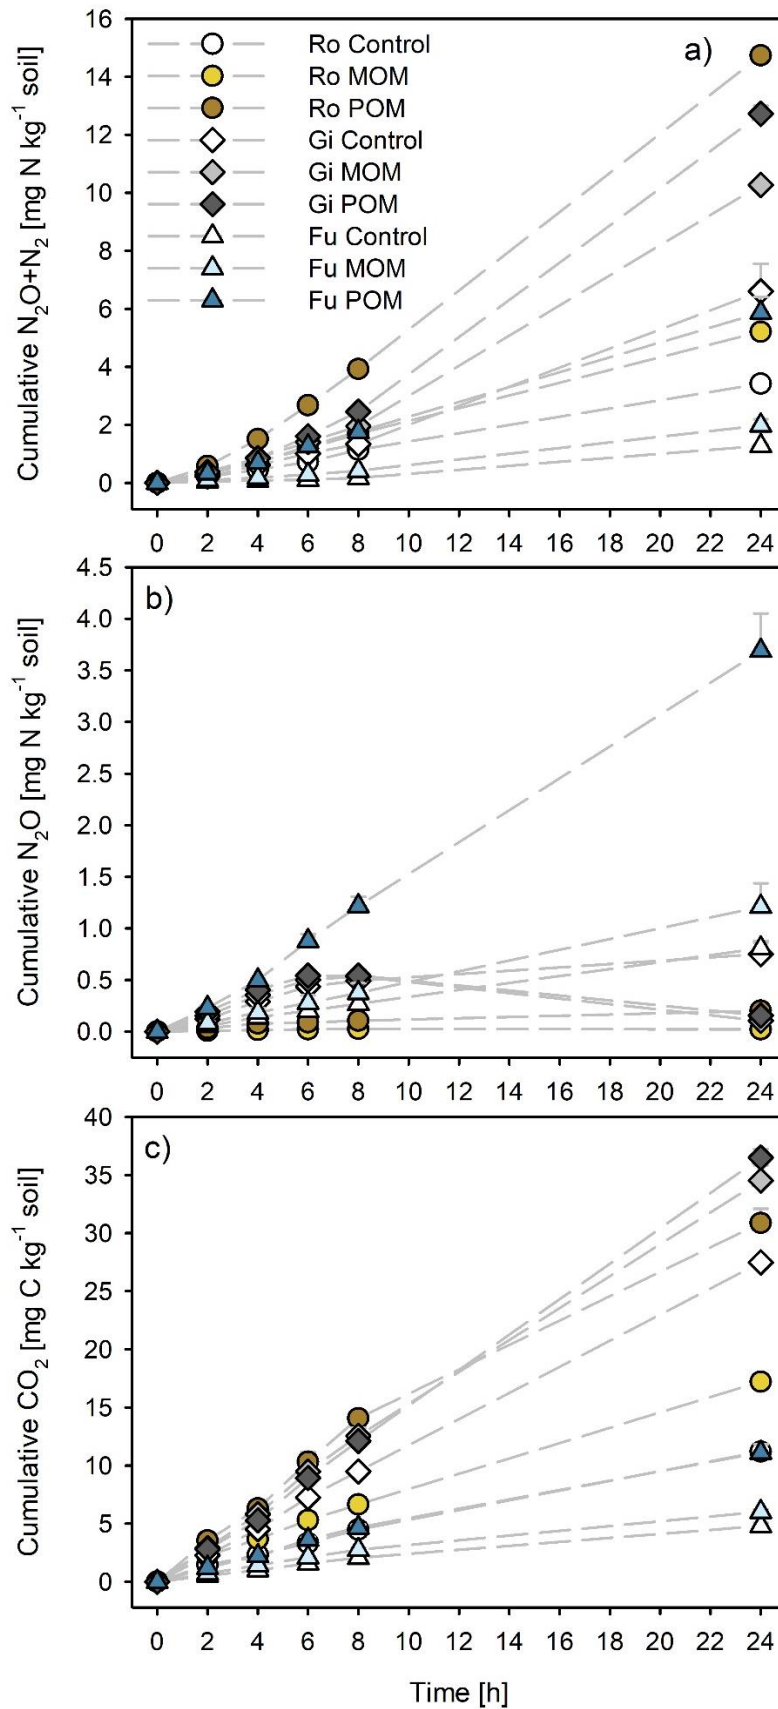 Cumulative N₂O+N₂ [mg N kg⁻¹ soil]
16
14
12
10
8
6
4
2
0
a)
Ro Control
Ro MOM
Ro POM
Gi Control
Gi MOM
Gi POM
Fu Control
Fu MOM
Fu POM
0 2 4 6 8 10 12 14 16 18 20 22 24
Cumulative N₂O [mg N kg⁻¹ soil]
4.5
4.0
3.5
3.0
2.5
2.0
1.5
1.0
0.5
0.0
b)
0 2 4 6 8 10 12 14 16 18 20 22 24
Cumulative CO₂ [mg C kg⁻¹ soil]
40
35
30
25
20
15
10
5
0
c)
0 2 4 6 8 10 12 14 16 18 20 22 24
Time [h]